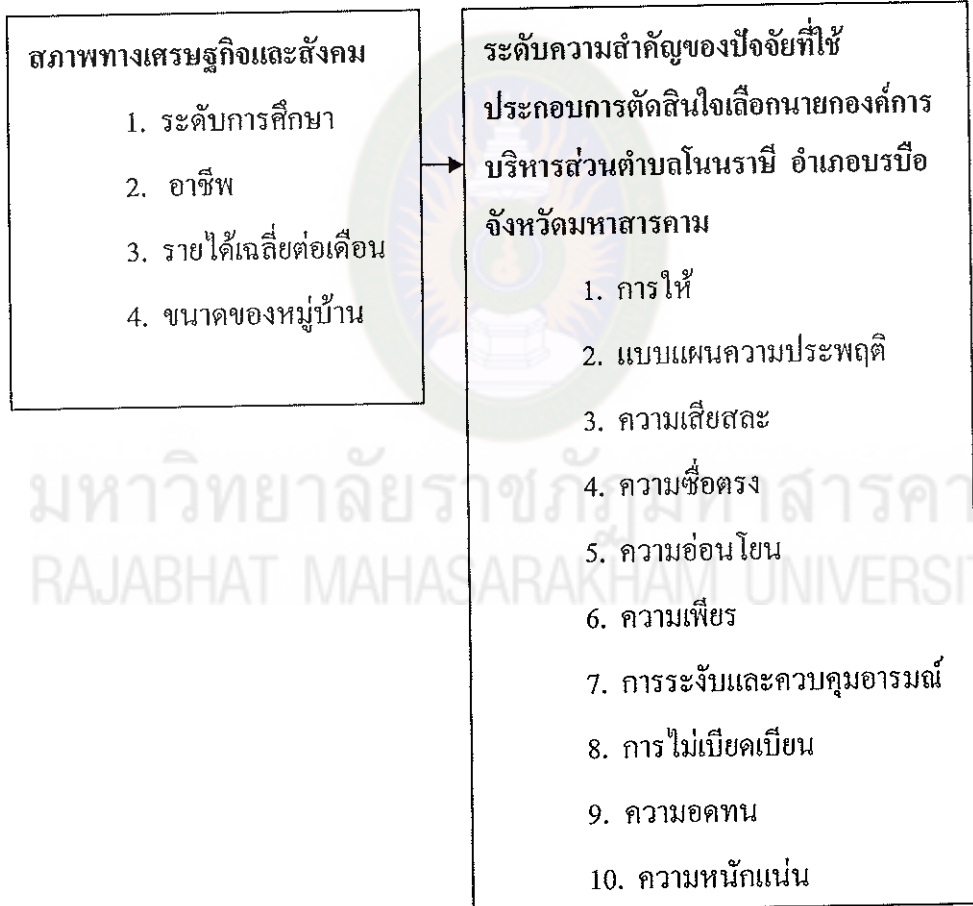 สภาพทางเศรษฐกิจและสังคม
1. ระดับการศึกษา
2. อาชีพ
3. รายได้เฉลี่ยต่อเดือน
4. ขนาดของหมู่บ้าน
ระดับความสำคัญของปัจจัยที่ใช้
ประกอบการตัดสินใจเลือกนายกองค์การ
บริหารส่วนตำบลโนนราษี อำเภอบรบือ
จังหวัดมหาสารคาม
1. การให้
2. แบบแผนความประพฤติ
3. ความเสียสละ
4. ความซื่อตรง
5. ความอ่อนโยน
6. ความเพียร
7. การระงับและควบคุมอารมณ์
8. การไม่เบียดเบียน
9. ความอดทน
10. ความหนักแน่น
มหาวิทยาลัยราชภัฏมหาสารคา
RAJABHAT MAHASARAKHAM UNIVERSIT